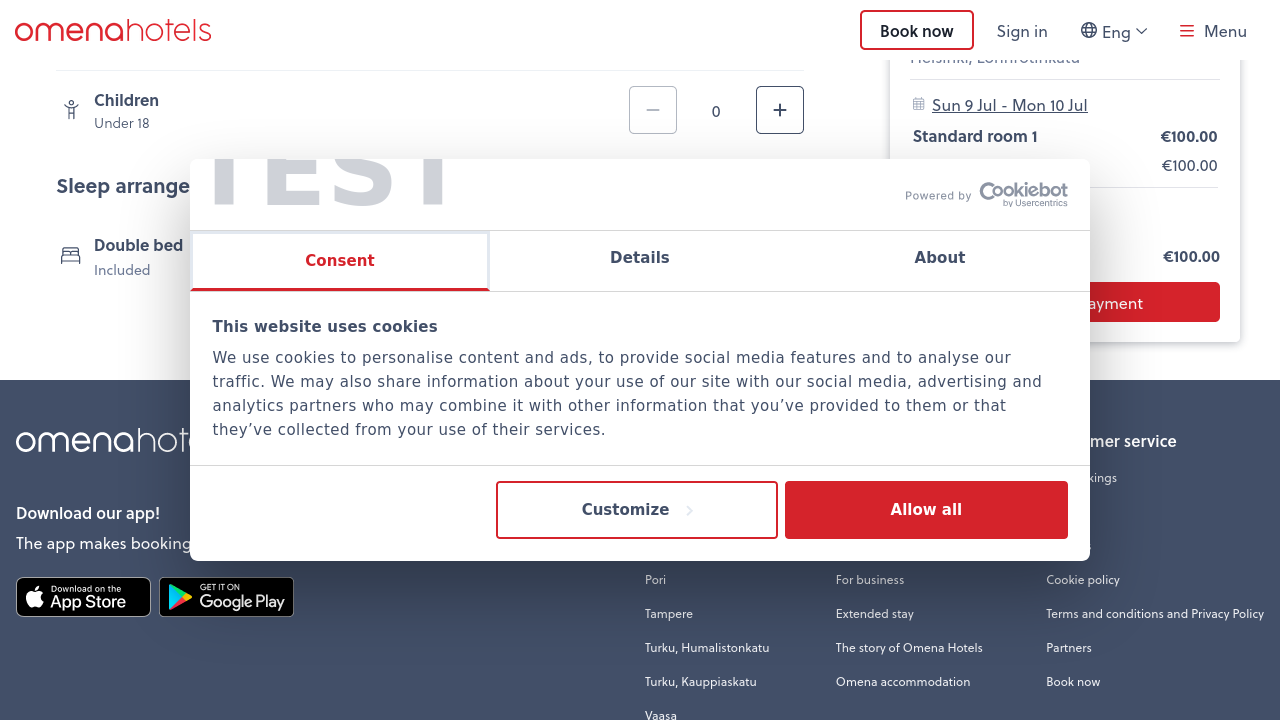 omenahotels
Book now
Sign in
Eng
Menu
Children
Under 18
0
Sun 9 Jul - Mon 10 Jul
Standard room 1
€100.00
€100.00
Sleep arrange
Double bed
Included
€100.00
ayment
TEST
Powered by
Cookiebot
by Usercentrics
Consent
Details
About
This website uses cookies
We use cookies to personalise content and ads, to provide social media features and to analyse our
traffic. We may also share information about your use of our site with our social media, advertising and
analytics partners who may combine it with other information that you’ve provided to them or that
they’ve collected from your use of their services.
Customize
Allow all
omenahote
Download our app!
The app makes booking
Download on the
App Store
GET IT ON
Google Play
mer service
kings
Pori
Tampere
Turku, Humalistonkatu
Turku, Kauppiaskatu
Vaasa
For business
Extended stay
The story of Omena Hotels
Omena accommodation
Cookie policy
Terms and conditions and Privacy Policy
Partners
Book now